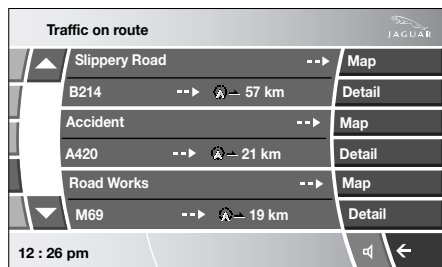 Traffic on route
JAGUAR
Slippery Road Map
B214 57 km Detail
Accident Map
A420 21 km Detail
Road Works Map
M69 19 km Detail
12 : 26 pm